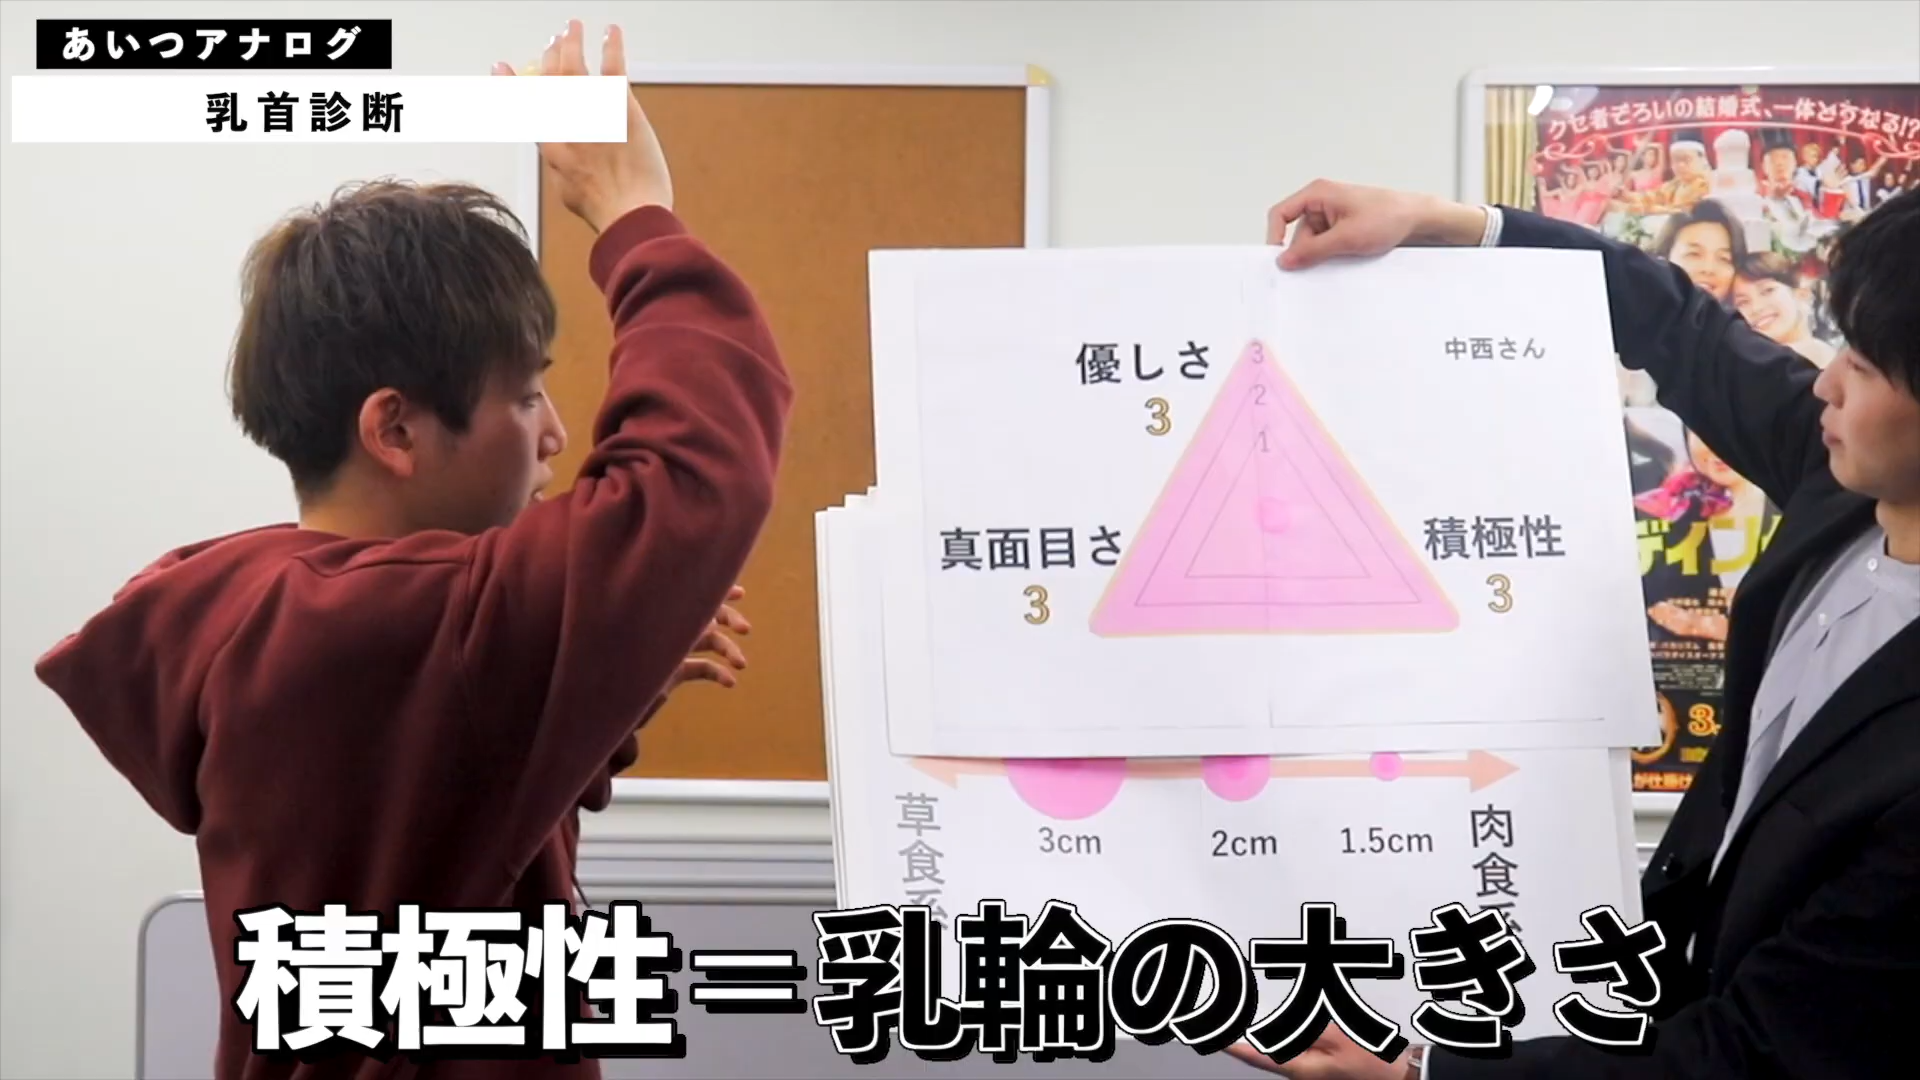 あいつアナログ
乳首診断
クセ者ぞろいの結婚式、一体どうなる!?
中西さん
優しさ
3
3
2
1
真面目さ
3
積極性
3
ディン
3cm
2cm
1.5cm
草食系
肉食系
積極性=乳輪の大きさ